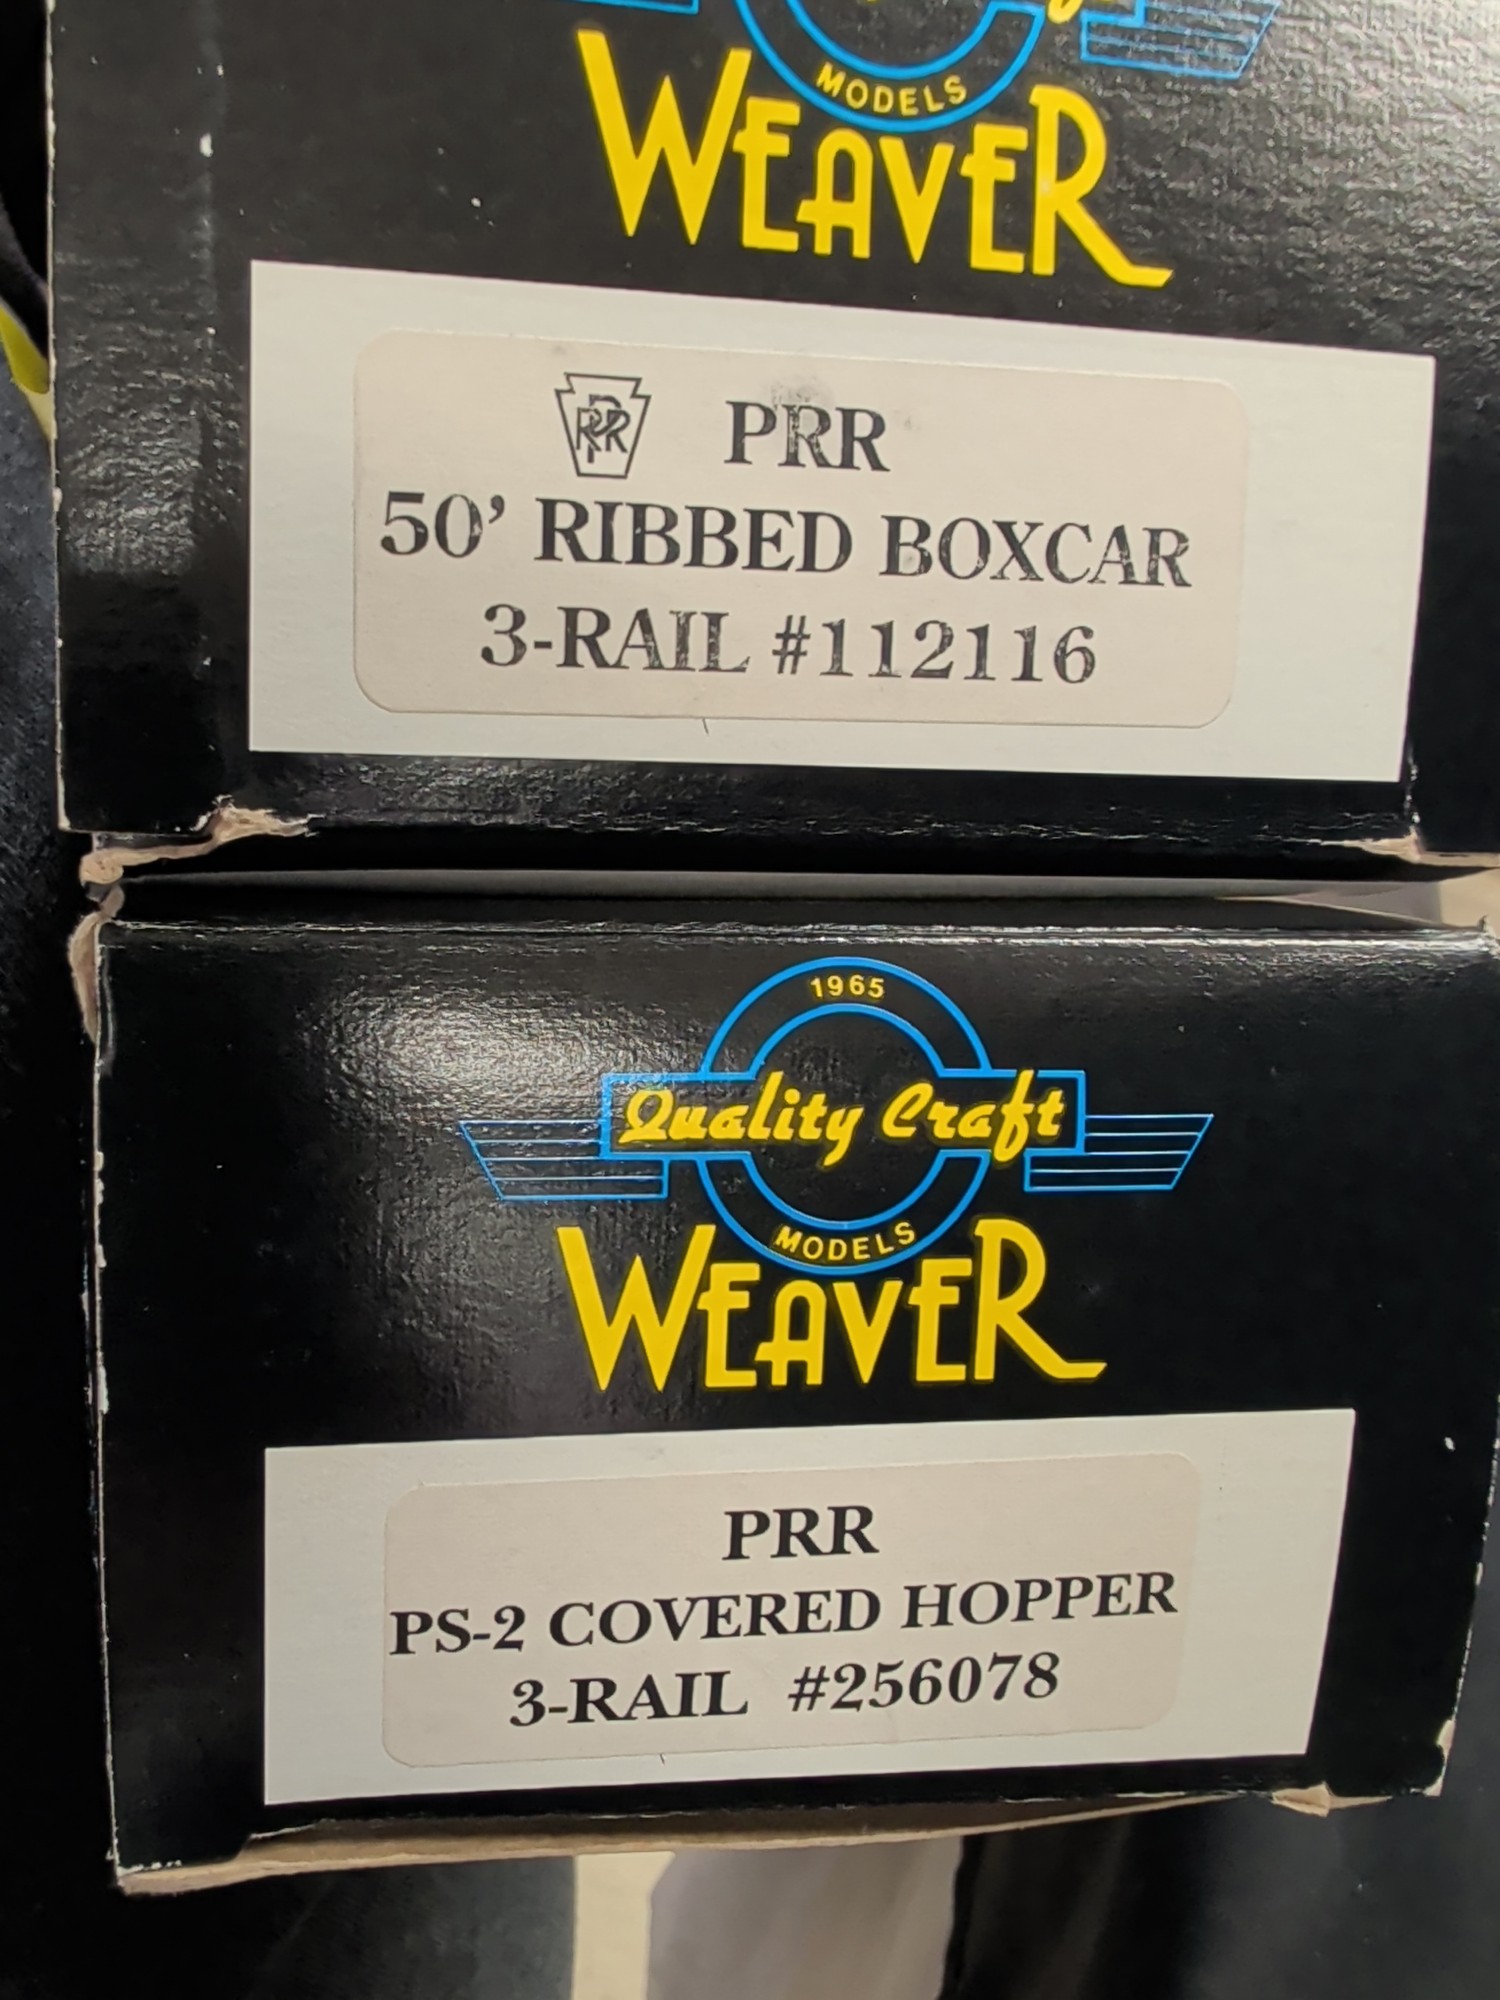 MODELS
WEAVER
PRR PRR
50' RIBBED BOXCAR
3-RAIL #112116
1965
Quality Craft
MODELS
WEAVER
PRR
PS-2 COVERED HOPPER
3-RAIL #256078